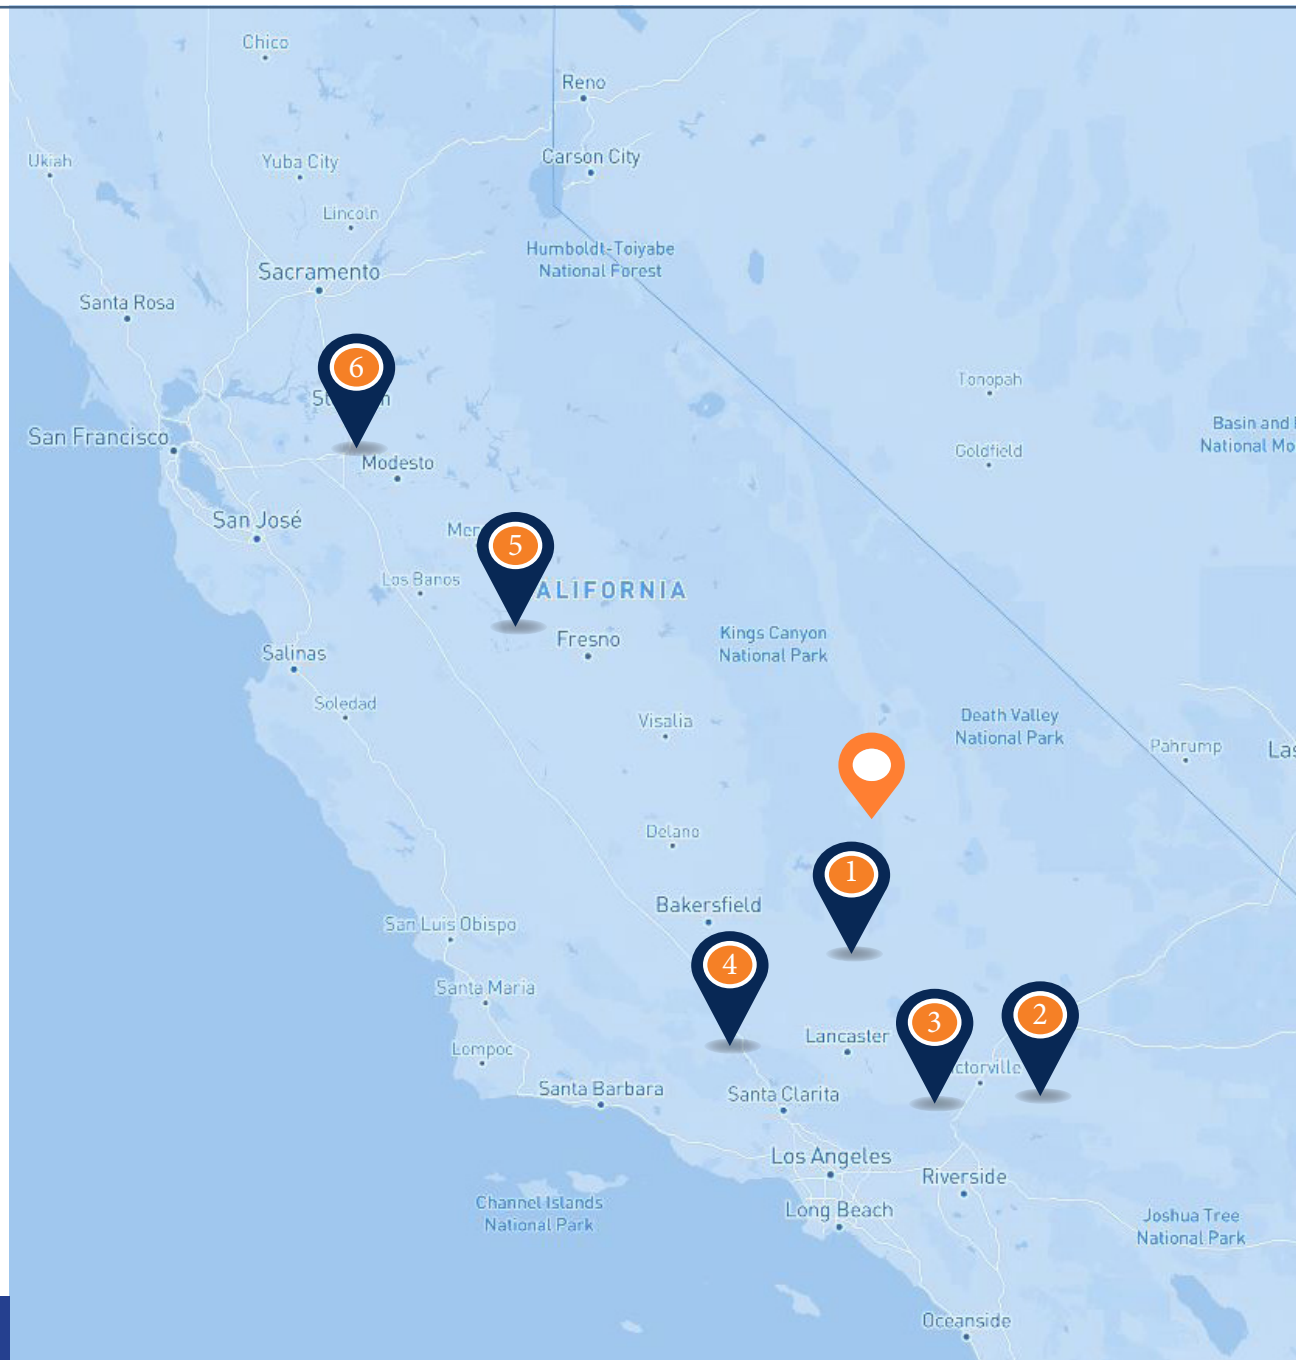 Chico
Reno
Ukiah
Yuba City
Carson City
Lincoln
Humboldt-Toiyabe
National Forest
Sacramento
Santa Rosa
6
Tonopah
San Francisco
Basin and
National Mo
Goldfield
Modesto
San José
5
Los Banos
ALIFORNIA
Fresno
Kings Canyon
National Park
Salinas
Soledad
Visalia
Death Valley
National Park
Pahrump
Las
Delano
1
Bakersfield
San Luis Obispo
4
Santa Maria
3
2
Lancaster
Lompoc
ctorville
Santa Barbara
Santa Clarita
Los Angeles
Riverside
Channel Islands
National Park
Long Beach
Joshua Tree
National Park
Oceanside